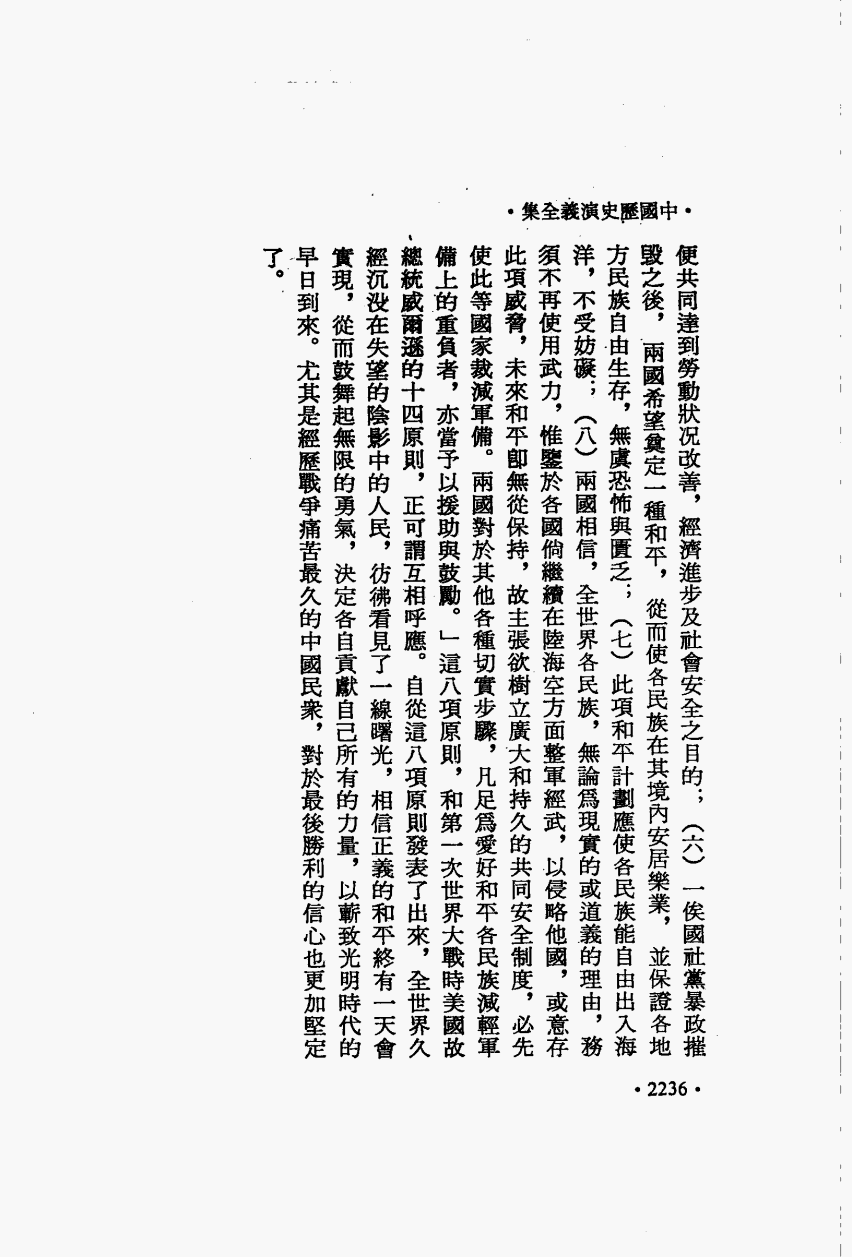 •中國歷史演義全集•
便共同達到勞動狀况改善，經濟進步及社會安全之目的；（六）一俟國社黨暴政摧
毀之後，兩國希望奠定一種和平，從而使各民族在其境內安居樂業，並保證各地
方民族自由生存，無虞恐怖與匱乏；（七）此項和平計劃應使各民族能自由出入海
洋，不受妨礙；（八）兩國相信，全世界各民族，無論爲現實的或道義的理由，務
須不再使用武力，惟鑒於各國倘繼續在陸海空方面整軍經武，以侵略他國，或意存
此項威脅，未來和平卽無從保持，故主張欲樹立廣大和持久的共同安全制度，必先
使此等國家裁減軍備。兩國對於其他各種切實步驟，凡足爲愛好和平各民族減輕軍
備上的重負者，亦當予以援助與鼓勵。」這八項原則，和第一次世界大戰時美國故
總統威爾遜的十四原則，正可謂互相呼應。自從這八項原則發表了出來，全世界久
經沉没在失望的陰影中的人民，彷彿看見了一線曙光，相信正義的和平終有一天會
實現，從而鼓舞起無限的勇氣，決定各自貢獻自己所有的力量，以蘄致光明時代的
早日到來。尤其是經歷戰爭痛苦最久的中國民衆，對於最後勝利的信心也更加堅定
了。
•2236•